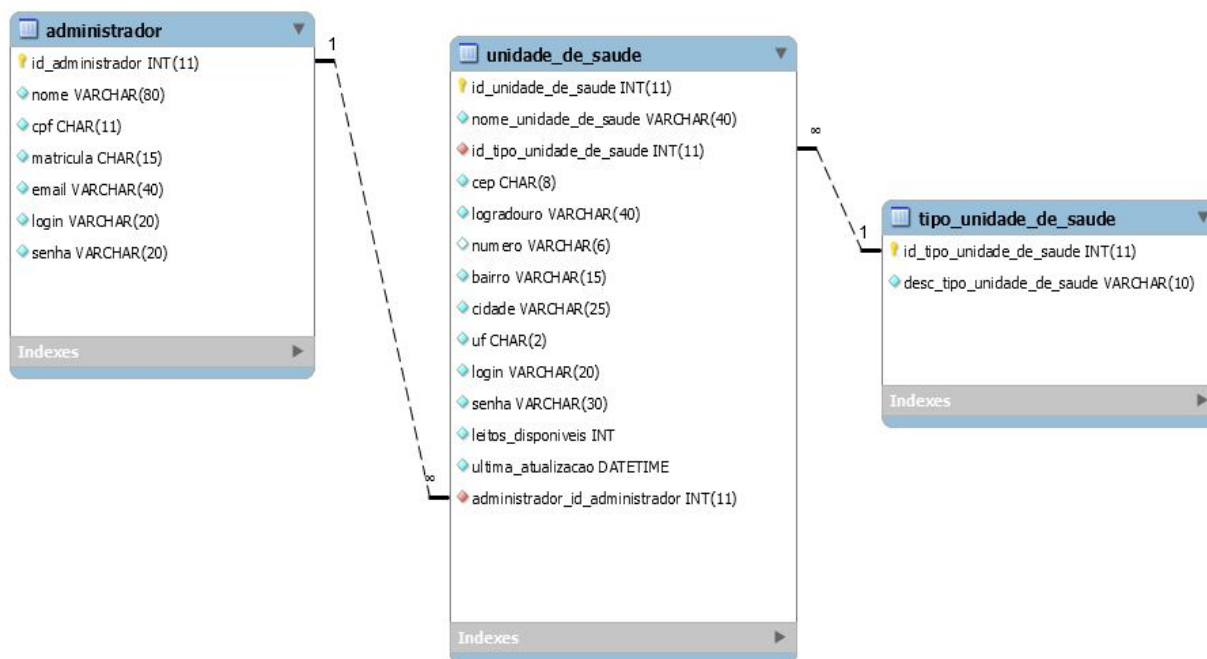 administrador
id_administrador INT(11)
nome VARCHAR(80)
cpf CHAR(11)
matricula CHAR(15)
email VARCHAR(40)
login VARCHAR(20)
senha VARCHAR(20)
Indexes
1
∞
unidade_de_saude
id_unidade_de_saude INT(11)
nome_unidade_de_saude VARCHAR(40)
id_tipo_unidade_de_saude INT(11)
cep CHAR(8)
logradouro VARCHAR(40)
numero VARCHAR(6)
bairro VARCHAR(15)
cidade VARCHAR(25)
uf CHAR(2)
login VARCHAR(20)
senha VARCHAR(30)
leitos_disponiveis INT
ultima_atualizacao DATETIME
administrador_id_administrador INT(11)
Indexes
∞
1
tipo_unidade_de_saude
id_tipo_unidade_de_saude INT(11)
desc_tipo_unidade_de_saude VARCHAR(10)
Indexes